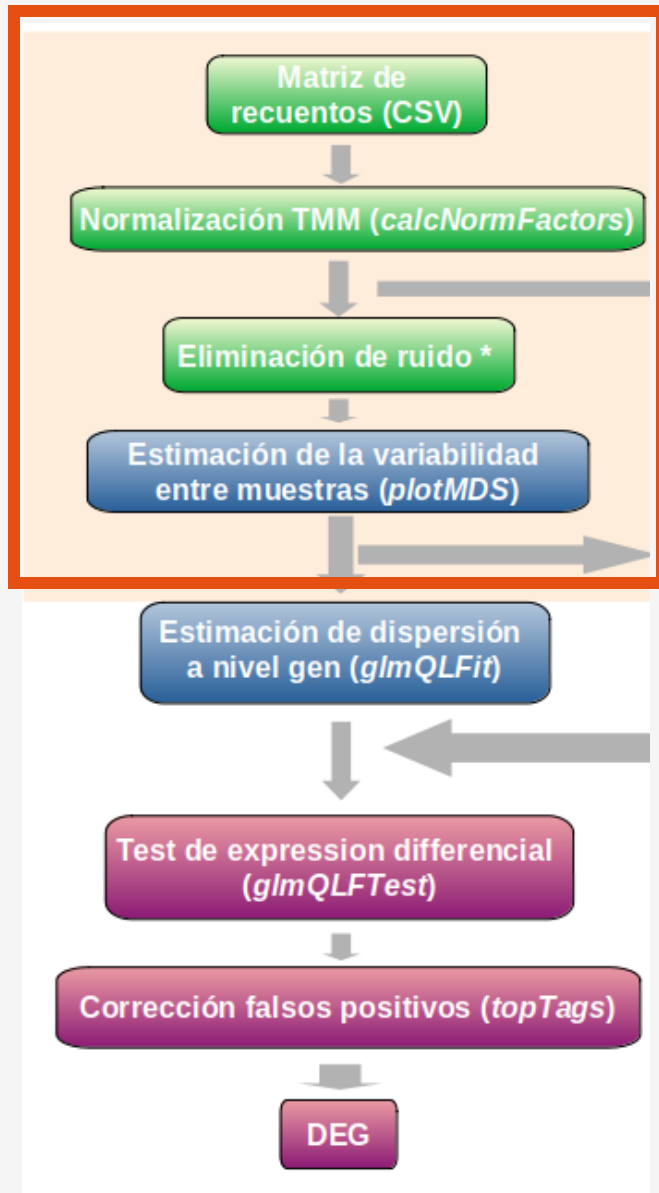 Matriz de
recuentos (CSV)
Normalización TMM (calcNormFactors)
Eliminación de ruido *
Estimación de la variabilidad
entre muestras (plotMDS)
Estimación de dispersión
a nivel gen (glmQLFit)
Test de expression differencial
(glmQLFTest)
Corrección falsos positivos (topTags)
DEG